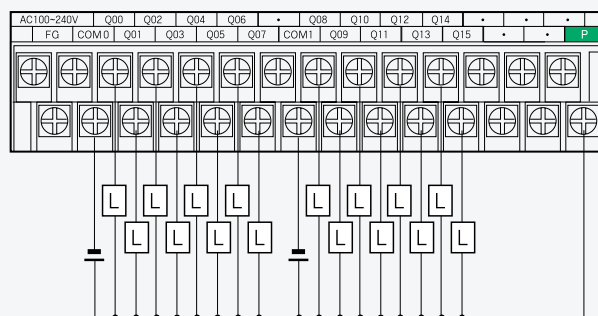 AC100~240V Q00 Q02 Q04 Q06 • Q08 Q10 Q12 Q14 • • •
FG COM0 Q01 Q03 Q05 Q07 COM1 Q09 Q11 Q13 Q15 • • P
L L L L L L L L
L L L L L L L L